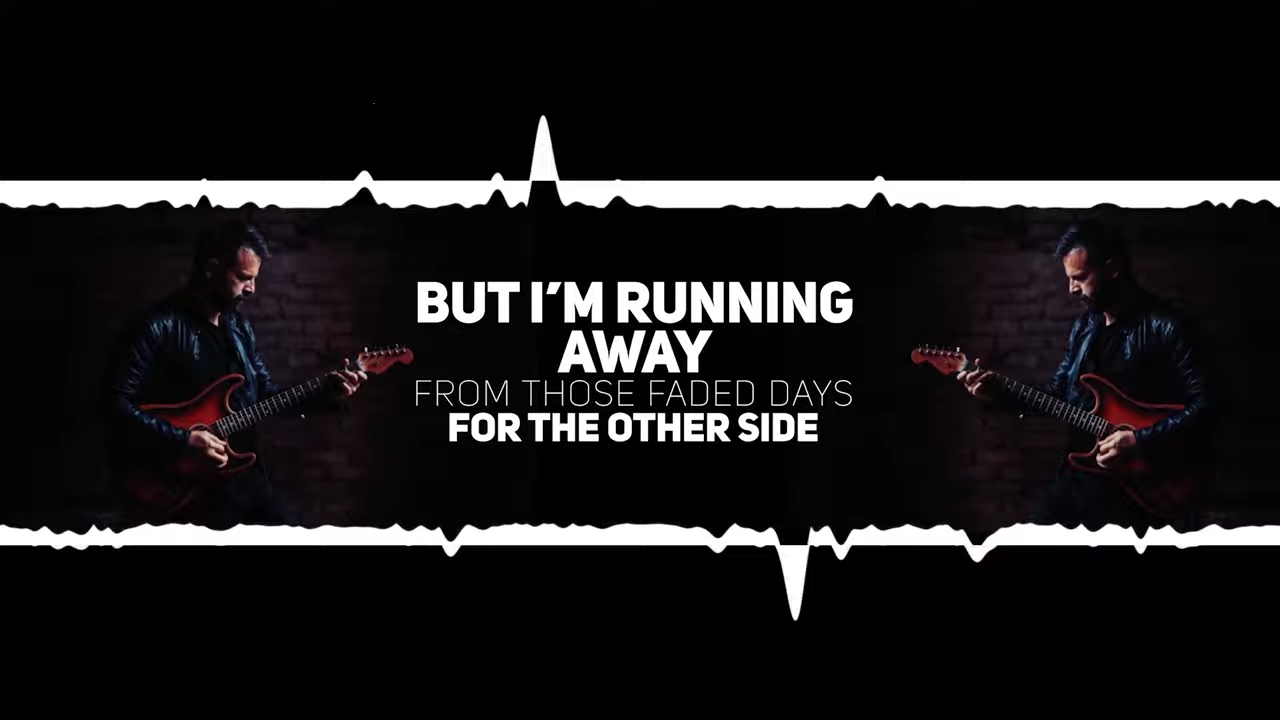 BUT I'M RUNNING
AWAY
FROM THOSE FADED DAYS
FOR THE OTHER SIDE